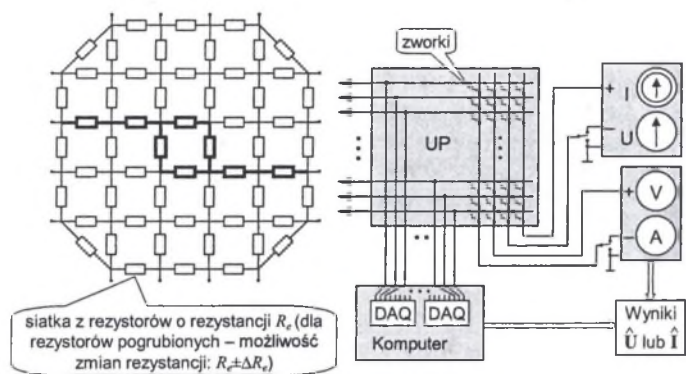 zworki
UP
+ I
- U
+ V
- A
DAQ DAQ
Komputer
Wyniki
Û lub Î
siatka z rezystorów o rezystancji Rₑ (dla
rezystorów pogrubionych – możliwość
zmian rezystancji: Rₑ±ΔRₑ)